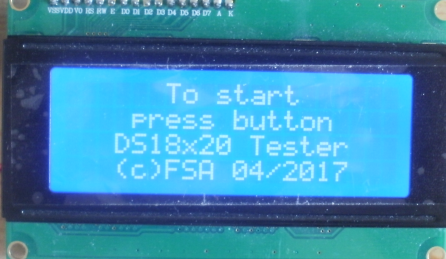 VSS VDD V0 RS RW E D0 D1 D2 D3 D4 D5 D6 D7 A K
To start
press button
DS18x20 Tester
(c)FSA 04/2017